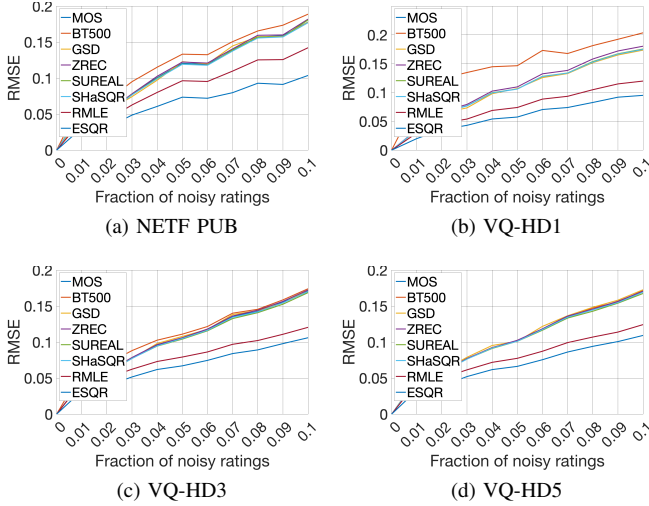 0.2
0.15
0.1
0.05
0
RMSE
MOS
BT500
GSD
ZREC
SUREAL
SHaSQR
RMLE
ESQR
0 0.01 0.02 0.03 0.04 0.05 0.06 0.07 0.08 0.09 0.1
Fraction of noisy ratings
(a) NETF PUB
0.2
0.15
0.1
0.05
0
RMSE
MOS
BT500
GSD
ZREC
SUREAL
SHaSQR
RMLE
ESQR
0 0.01 0.02 0.03 0.04 0.05 0.06 0.07 0.08 0.09 0.1
Fraction of noisy ratings
(b) VQ-HD1
0.2
0.15
0.1
0.05
0
RMSE
MOS
BT500
GSD
ZREC
SUREAL
SHaSQR
RMLE
ESQR
0 0.01 0.02 0.03 0.04 0.05 0.06 0.07 0.08 0.09 0.1
Fraction of noisy ratings
(c) VQ-HD3
0.2
0.15
0.1
0.05
0
RMSE
MOS
BT500
GSD
ZREC
SUREAL
SHaSQR
RMLE
ESQR
0 0.01 0.02 0.03 0.04 0.05 0.06 0.07 0.08 0.09 0.1
Fraction of noisy ratings
(d) VQ-HD5